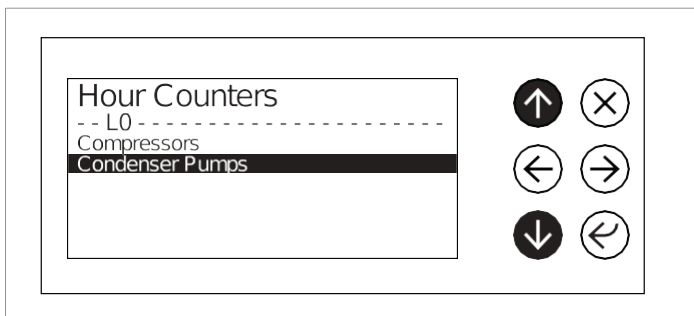 Hour Counters
- - L0 - - - - - - - - - - - - - - - - - - - - - -
Compressors
Condenser Pumps